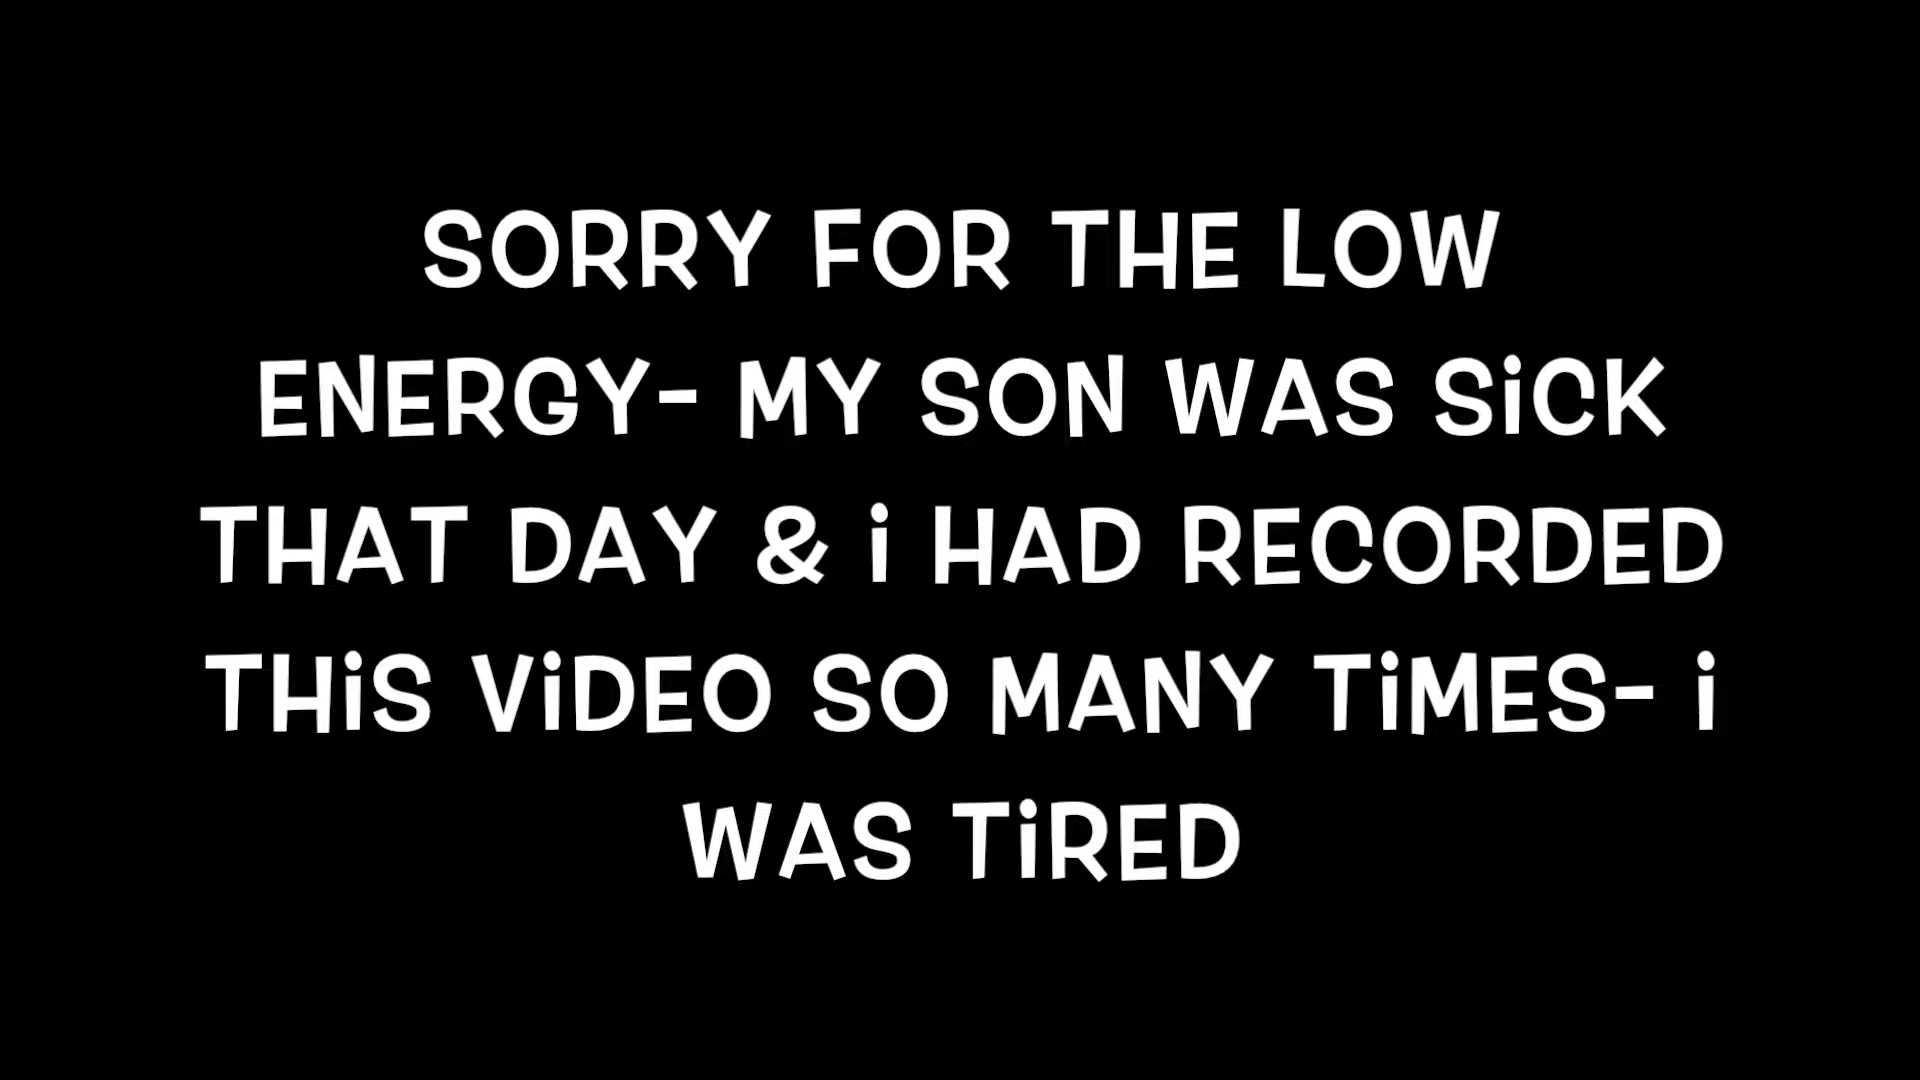 SORRY FOR THE LOW
ENERGY- MY SON WAS SiCK
THAT DAY & i HAD RECORDED
THiS ViDEO SO MANY TiMES- i
WAS TiRED